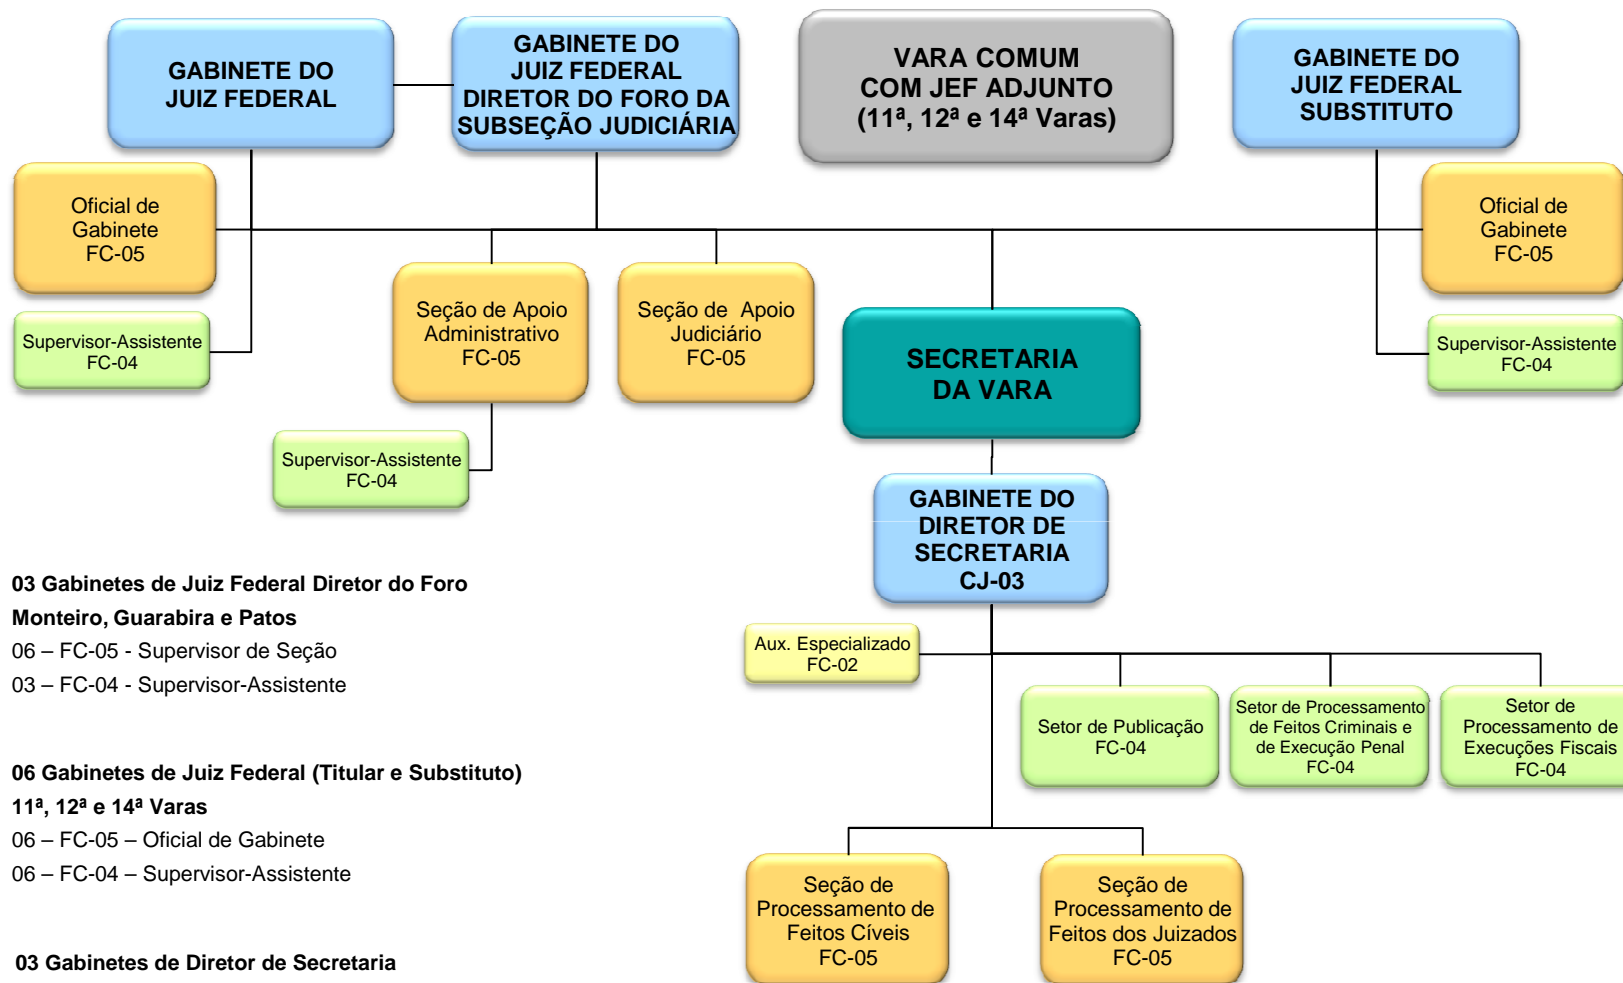 GABINETE DO
JUIZ FEDERAL
GABINETE DO
JUIZ FEDERAL
DIRETOR DO FORO DA
SUBSEÇÃO JUDICIÁRIA
VARA COMUM
COM JEF ADJUNTO
(11ª, 12ª e 14ª Varas)
GABINETE DO
JUIZ FEDERAL
SUBSTITUTO
Oficial de
Gabinete
FC-05
Oficial de
Gabinete
FC-05
Supervisor-Assistente
FC-04
Seção de Apoio
Administrativo
FC-05
Seção de Apoio
Judiciário
FC-05
SECRETARIA
DA VARA
Supervisor-Assistente
FC-04
Supervisor-Assistente
FC-04
GABINETE DO
DIRETOR DE
SECRETARIA
CJ-03
03 Gabinetes de Juiz Federal Diretor do Foro
Monteiro, Guarabira e Patos
06 – FC-05 - Supervisor de Seção
03 – FC-04 - Supervisor-Assistente
Aux. Especializado
FC-02
Setor de Publicação
FC-04
Setor de Processamento
de Feitos Criminais e
de Execução Penal
FC-04
Setor de
Processamento de
Execuções Fiscais
FC-04
06 Gabinetes de Juiz Federal (Titular e Substituto)
11ª, 12ª e 14ª Varas
06 – FC-05 – Oficial de Gabinete
06 – FC-04 – Supervisor-Assistente
Seção de
Processamento de
Feitos Cíveis
FC-05
Seção de
Processamento de
Feitos dos Juizados
FC-05
03 Gabinetes de Diretor de Secretaria